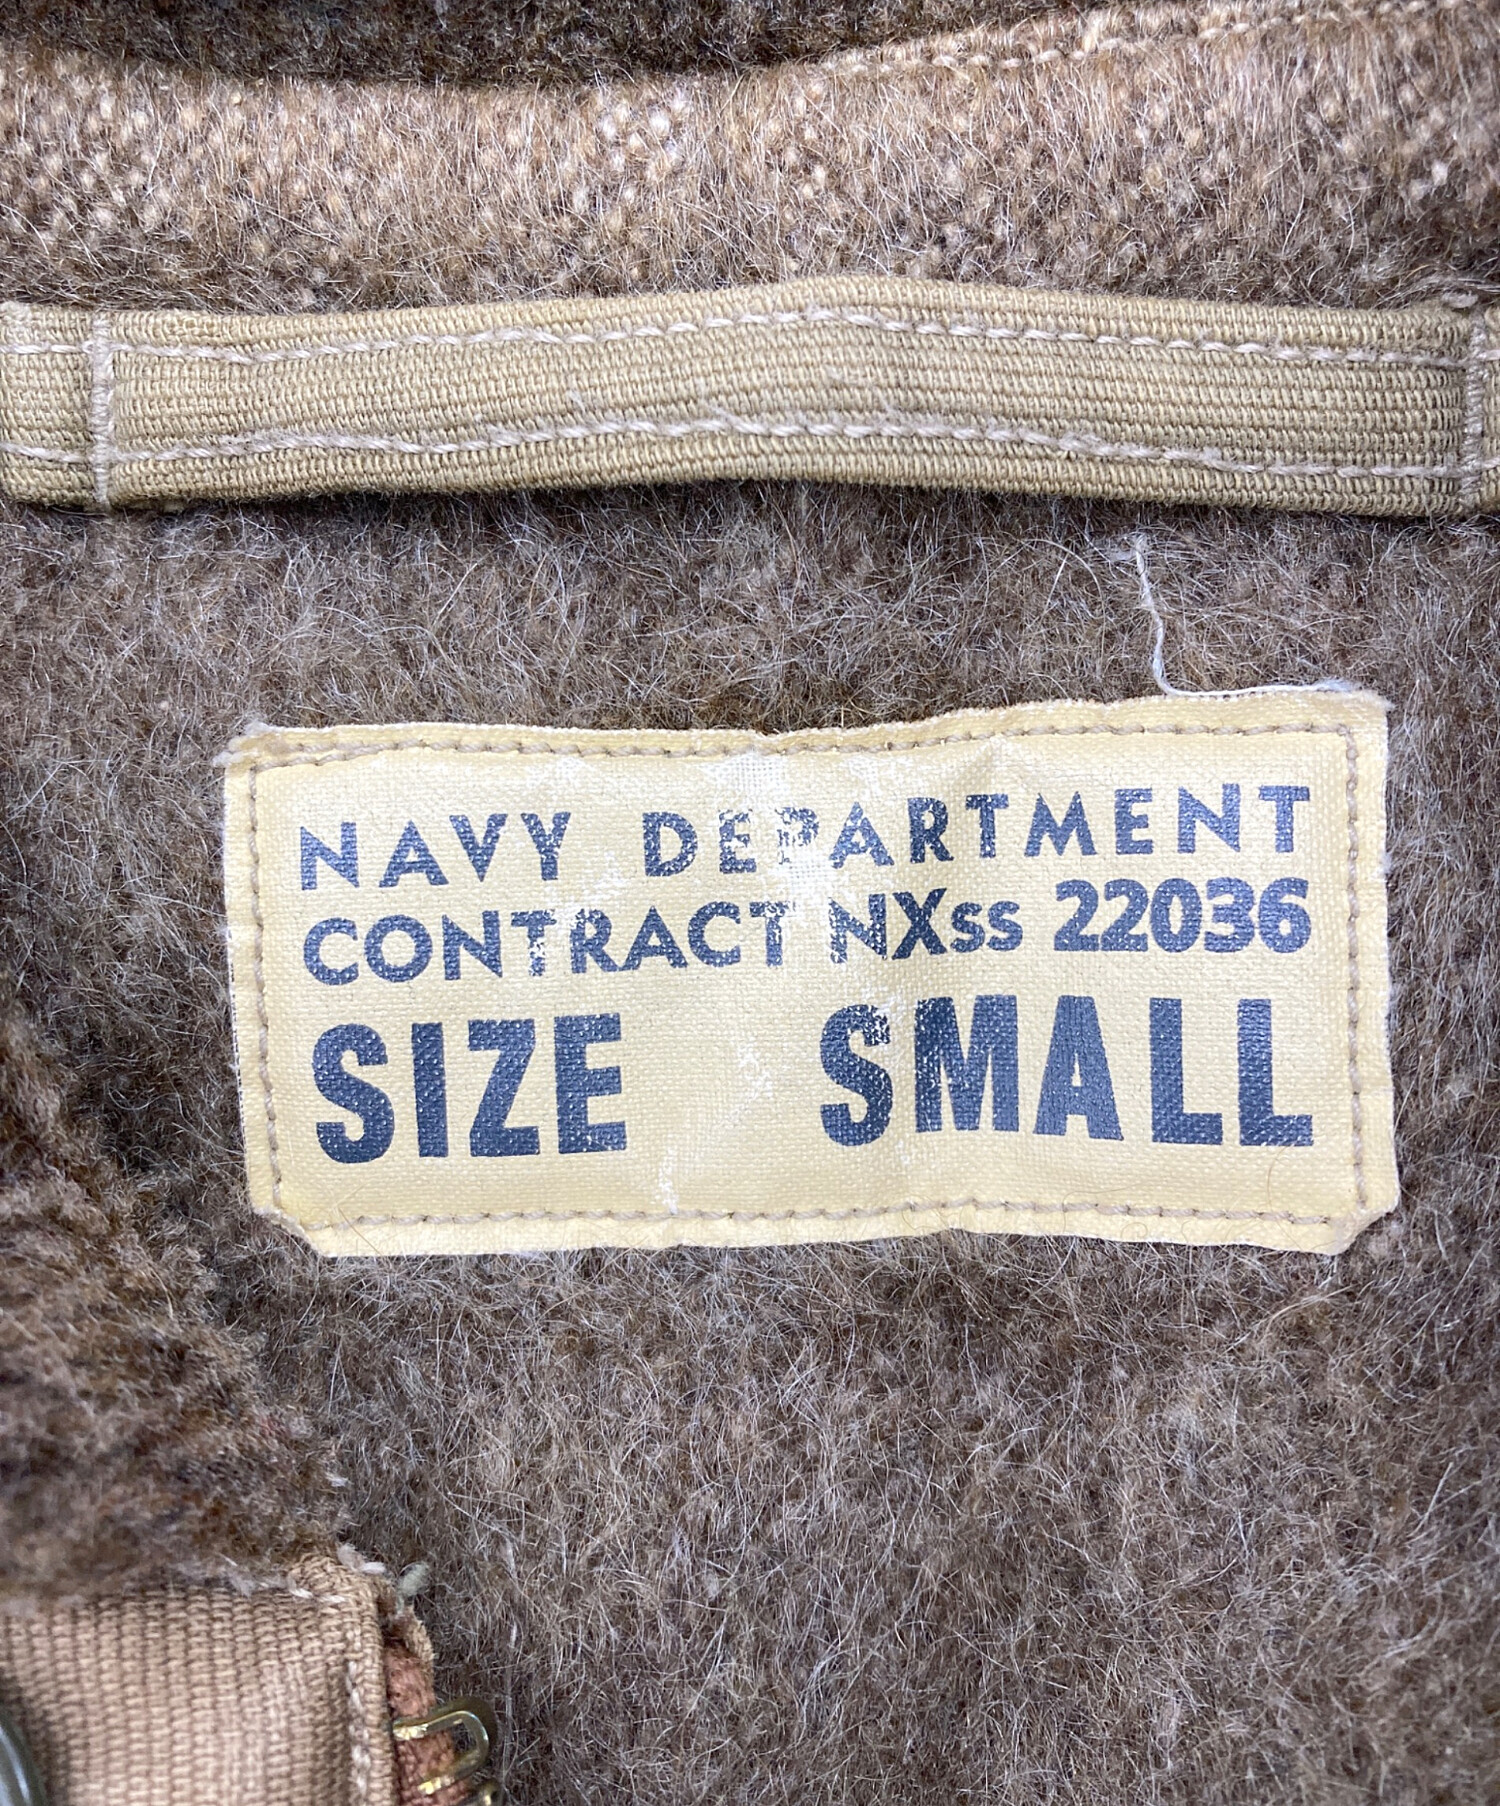 NAVY DEPARTMENT
CONTRACT NXss 22036
SIZE SMALL